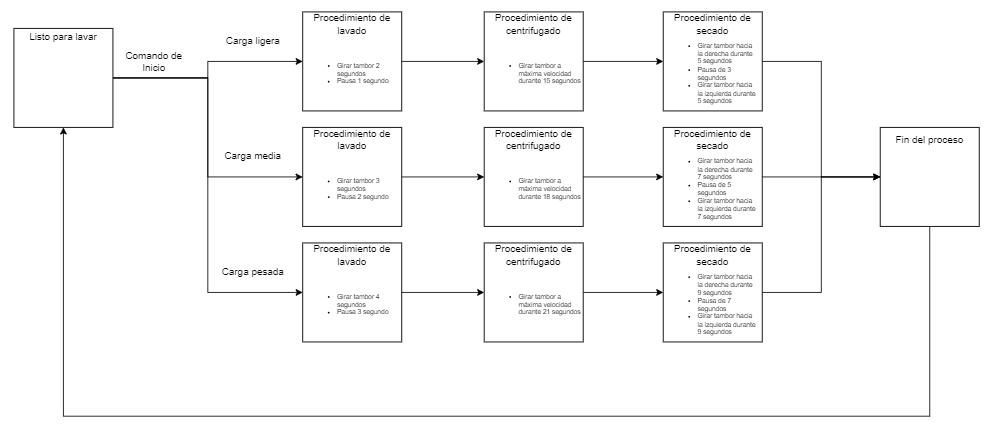 Listo para lavar
Comando de
Inicio
Carga ligera
Procedimiento de
lavado
• Girar tambor 2
segundos
• Pausa 1 segundo
Procedimiento de
centrifugado
• Girar tambor a
máxima velocidad
durante 15 segundos
Procedimiento de
secado
• Girar tambor hacia
la derecha durante
5 segundos
• Pausa de 3
segundos
• Girar tambor hacia
la izquierda durante
5 segundos
Carga media
Procedimiento de
lavado
• Girar tambor 3
segundos
• Pausa 2 segundo
Procedimiento de
centrifugado
• Girar tambor a
máxima velocidad
durante 18 segundos
Procedimiento de
secado
• Girar tambor hacia
la derecha durante
7 segundos
• Pausa de 5
segundos
• Girar tambor hacia
la izquierda durante
7 segundos
Carga pesada
Procedimiento de
lavado
• Girar tambor 4
segundos
• Pausa 3 segundo
Procedimiento de
centrifugado
• Girar tambor a
máxima velocidad
durante 21 segundos
Procedimiento de
secado
• Girar tambor hacia
la derecha durante
9 segundos
• Pausa de 7
segundos
• Girar tambor hacia
la izquierda durante
9 segundos
Fin del proceso